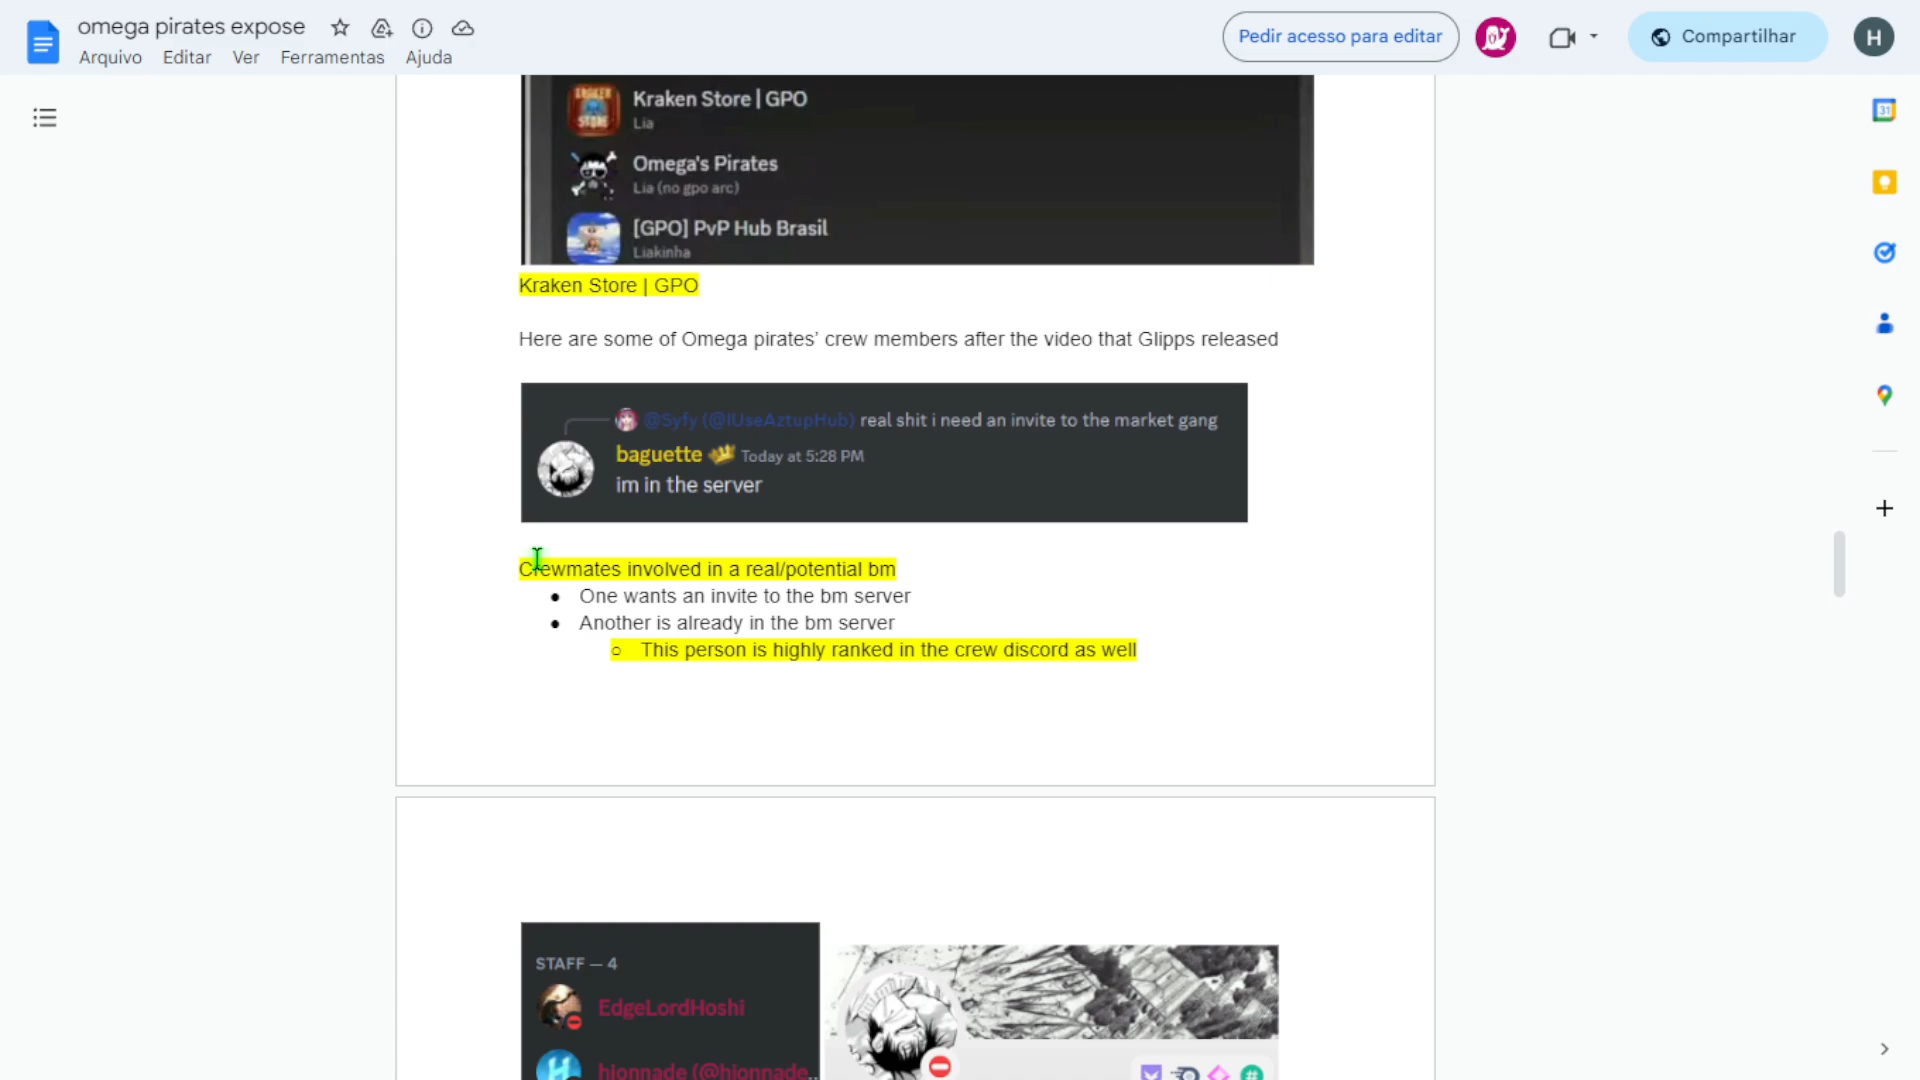 omega pirates expose
Arquivo Editar Ver Ferramentas Ajuda
Pedir acesso para editar
Compartilhar
H
31
KRAKEN STORE
Kraken Store | GPO
Lia
Omega's Pirates
Lia (no gpo arc)
[GPO] PvP Hub Brasil
Liakinha
Kraken Store | GPO
Here are some of Omega pirates' crew members after the video that Glipps released
@Syfy (@IUseAztupHub) real shit i need an invite to the market gang
baguette Today at 5:28 PM
im in the server
Crewmates involved in a real/potential bm
● One wants an invite to the bm server
● Another is already in the bm server
○ This person is highly ranked in the crew discord as well
STAFF — 4
EdgeLordHoshi
hionnade (@hionnade..